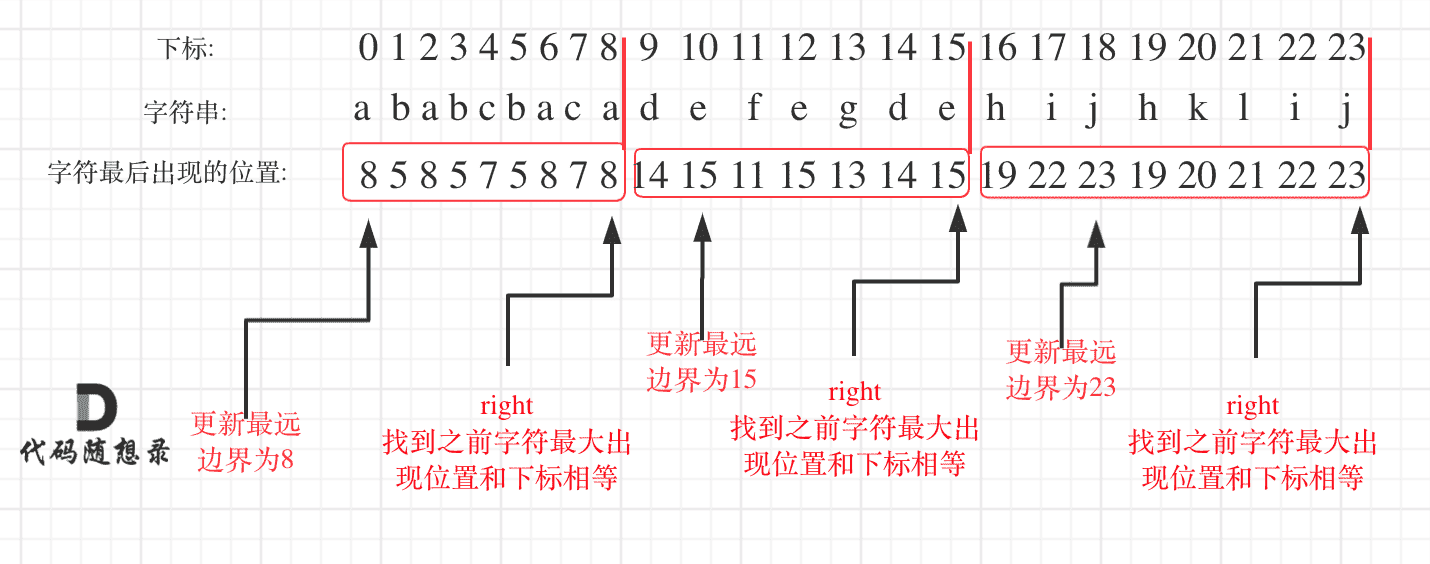 下标: 0 1 2 3 4 5 6 7 8 9 10 11 12 13 14 15 16 17 18 19 20 21 22 23
字符串: a b a b c b a c a d e f e g d e h i j h k l i j
字符最后出现的位置: 8 5 8 5 7 5 8 7 8 14 15 11 15 13 14 15 19 22 23 19 20 21 22 23
更新最远
边界为8
right
找到之前字符最大出
现位置和下标相等
更新最远
边界为15
right
找到之前字符最大出
现位置和下标相等
更新最远
边界为23
right
找到之前字符最大出
现位置和下标相等
代码随想录